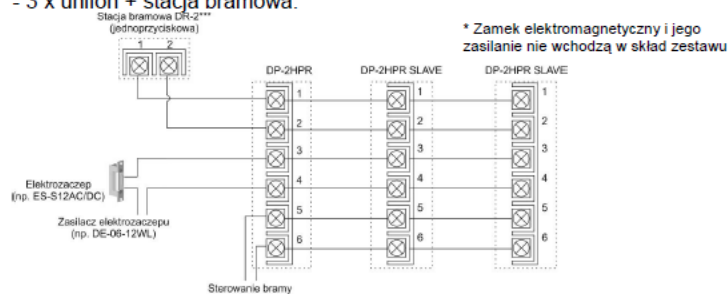 - 3 x unifon + stacja bramowa:
Stacja bramowa DR-2***
(jednoprzyciskowa)
* Zamek elektromagnetyczny i jego
zasilanie nie wchodzą w skład zestawu
1 2
DP-2HPR
DP-2HPR SLAVE
DP-2HPR SLAVE
1 1 1
2 2 2
3 3 3
4 4 4
5 5 5
6 6 6
Elektrozaczep
(np. ES-S12AC/DC)
Zasilacz elektrozaczepu
(np. DE-06-12WL)
Sterowanie bramy